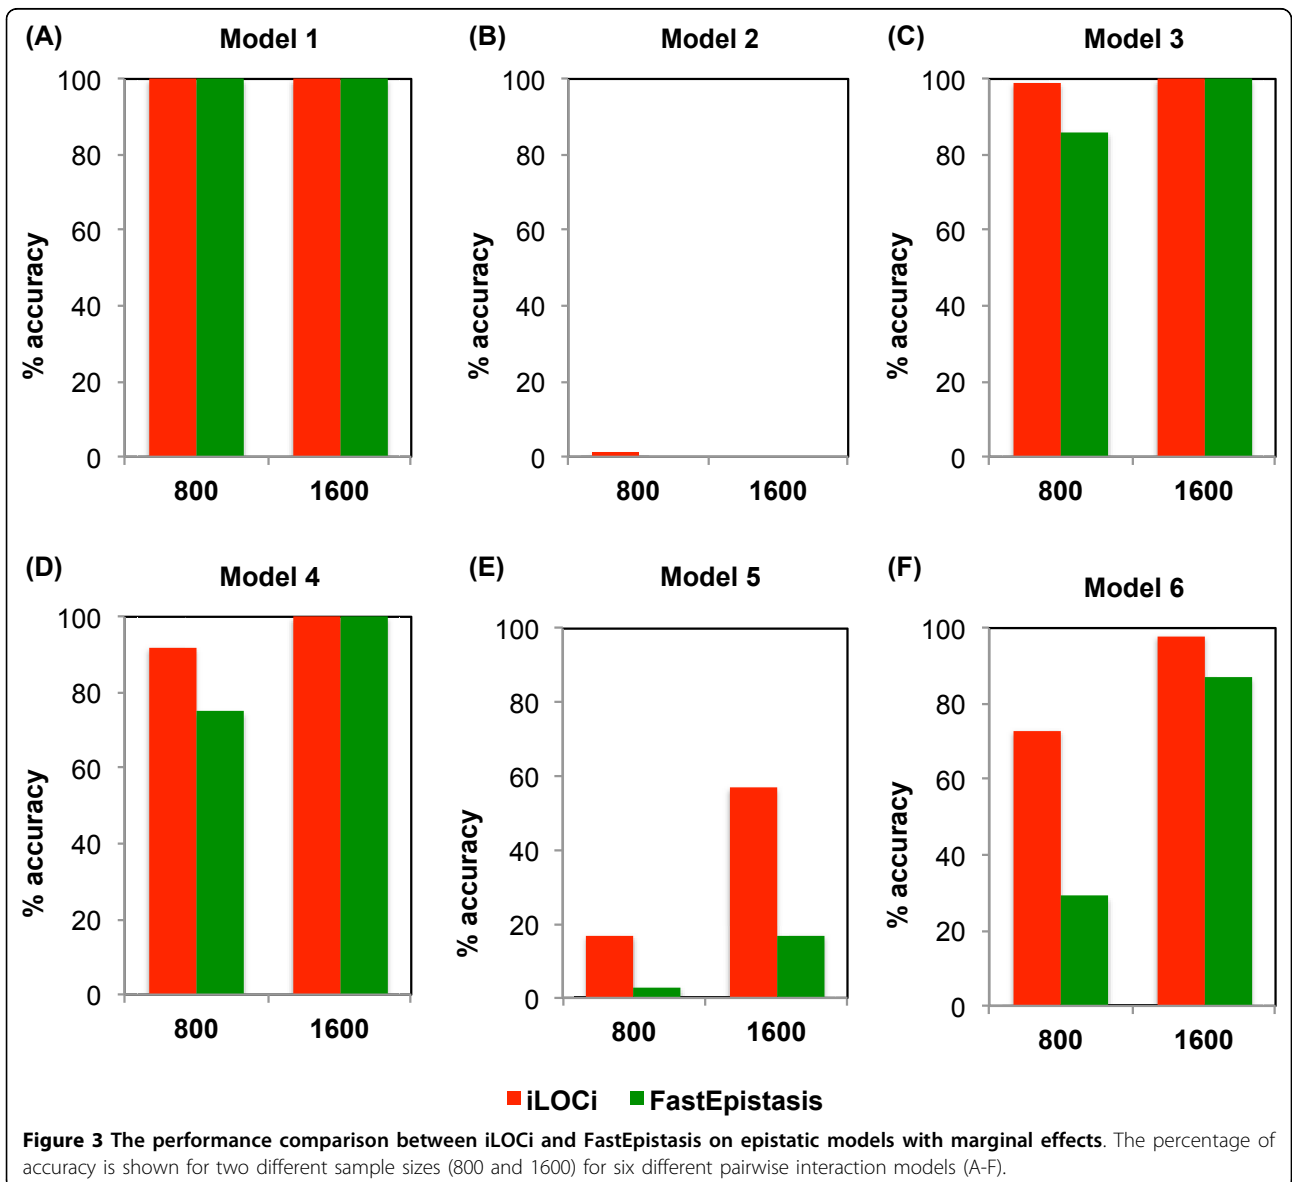 (A) Model 1
(B) Model 2
(C) Model 3
100
80
60
40
20
0
% accuracy
800 1600
100
80
60
40
20
0
% accuracy
800 1600
100
80
60
40
20
0
% accuracy
800 1600
(D) Model 4
(E) Model 5
(F) Model 6
100
80
60
40
20
0
% accuracy
800 1600
100
80
60
40
20
0
% accuracy
800 1600
100
80
60
40
20
0
% accuracy
800 1600
iLOCi FastEpistasis
Figure 3 The performance comparison between iLOCi and FastEpistasis on epistatic models with marginal effects. The percentage of
accuracy is shown for two different sample sizes (800 and 1600) for six different pairwise interaction models (A-F).